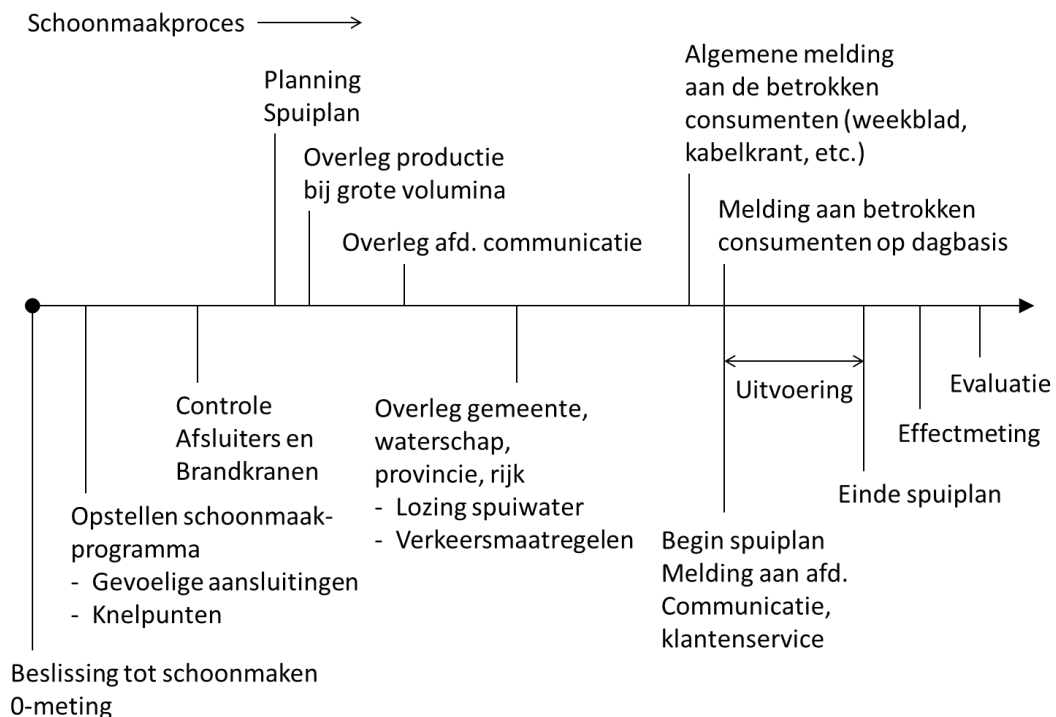 Schoonmaakproces
Planning
Spuiplan
Overleg productie
bij grote volumina
Overleg afd. communicatie
Algemene melding
aan de betrokken
consumenten (weekblad,
kabelkrant, etc.)
Melding aan betrokken
consumenten op dagbasis
Beslissing tot schoonmaken
0-meting
Opstellen schoonmaak-
programma
- Gevoelige aansluitingen
- Knelpunten
Controle
Afsluiters en
Brandkranen
Overleg gemeente,
waterschap,
provincie, rijk
- Lozing spuiwater
- Verkeersmaatregelen
Begin spuiplan
Melding aan afd.
Communicatie,
klantenservice
Uitvoering
Einde spuiplan
Effectmeting
Evaluatie